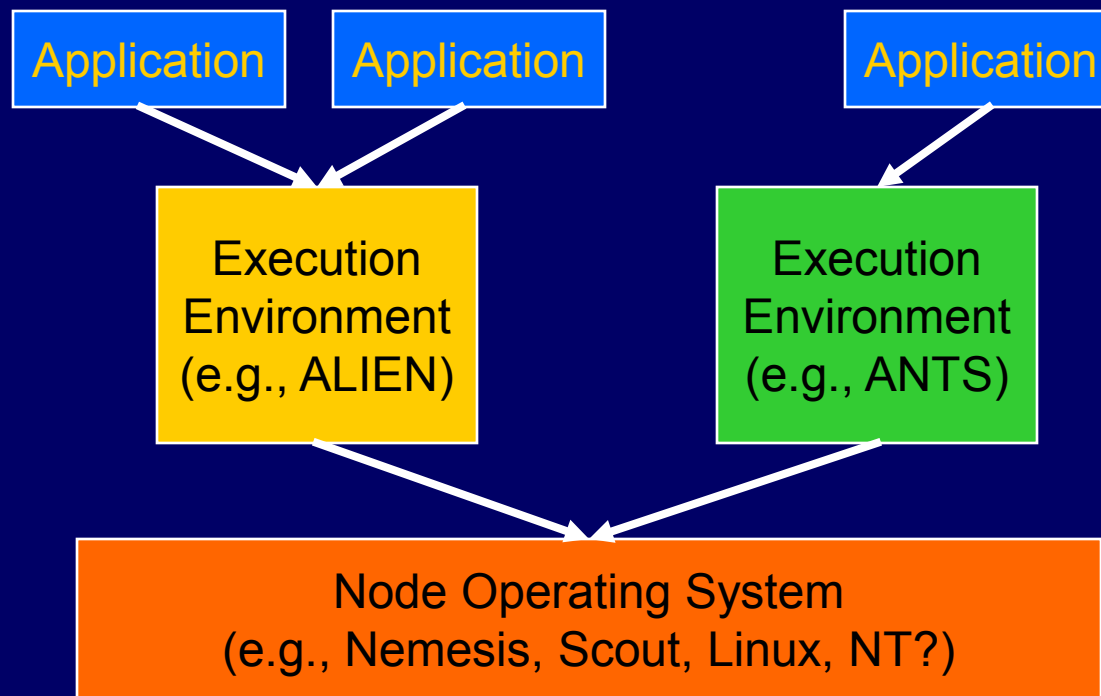 Application
Application
Application
Execution
Environment
(e.g., ALIEN)
Execution
Environment
(e.g., ANTS)
Node Operating System
(e.g., Nemesis, Scout, Linux, NT?)